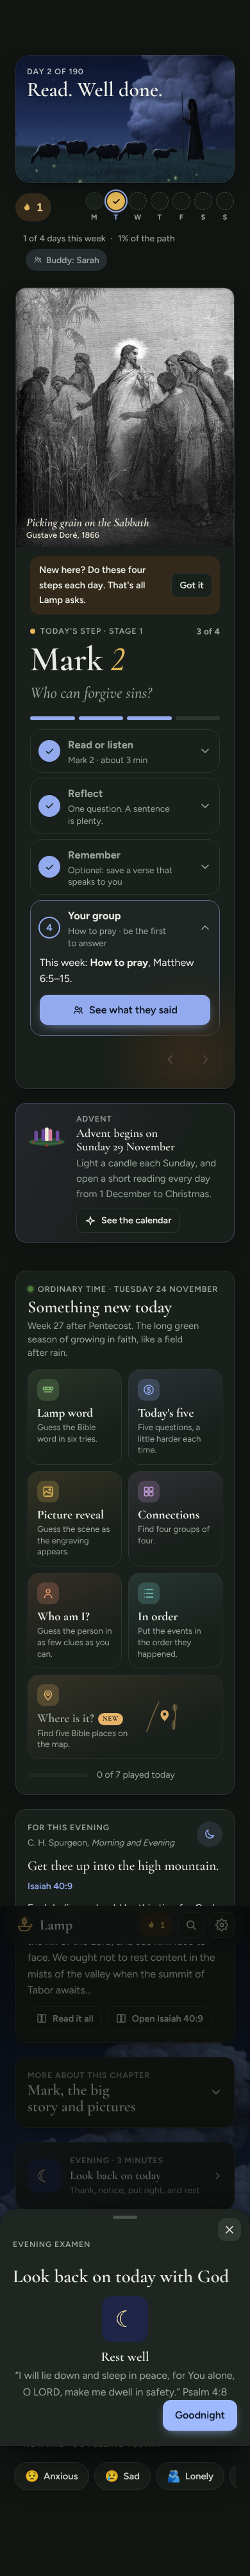 DAY 2 OF 190
Read. Well done.
1
M T W T F S S
1 of 4 days this week · 1% of the path
Buddy: Sarah
Picking grain on the Sabbath
Gustave Doré, 1866
New here? Do these four
steps each day. That's all
Lamp asks.
Got it
TODAY'S STEP · STAGE 1
3 of 4
Mark 2
Who can forgive sins?
Read or listen
Mark 2 · about 3 min
Reflect
One question. A sentence
is plenty.
Remember
Optional: save a verse that
speaks to you
4
Your group
How to pray · be the first
to answer
This week: How to pray, Matthew
6:5–15.
See what they said
ADVENT
Advent begins on
Sunday 29 November
Light a candle each Sunday, and
open a short reading every day
from 1 December to Christmas.
See the calendar
ORDINARY TIME · TUESDAY 24 NOVEMBER
Something new today
Week 27 after Pentecost. The long green
season of growing in faith, like a field
after rain.
Lamp word
Guess the Bible
word in six tries.
Today's five
Five questions, a
little harder each
time.
Picture reveal
Guess the scene as
the engraving
appears.
Connections
Find four groups of
four.
Who am I?
Guess the person in
as few clues as you
can.
In order
Put the events in
the order they
happened.
Where is it? NEW
Find five Bible places on
the map.
0 of 7 played today
FOR THIS EVENING
C. H. Spurgeon, Morning and Evening
Get thee up into the high mountain.
Isaiah 40:9
Lamp
1
face. We ought not to rest content in the
mists of the valley when the summit of
Tabor awaits…
Read it all
Open Isaiah 40:9
MORE ABOUT THIS CHAPTER
Mark, the big
story and pictures
EVENING · 3 MINUTES
Look back on today
Thank, notice, put right, and rest
EVENING EXAMEN
Look back on today with God
Rest well
“I will lie down and sleep in peace, for You alone,
O LORD, make me dwell in safety.” Psalm 4:8
Goodnight
Anxious
Sad
Lonely